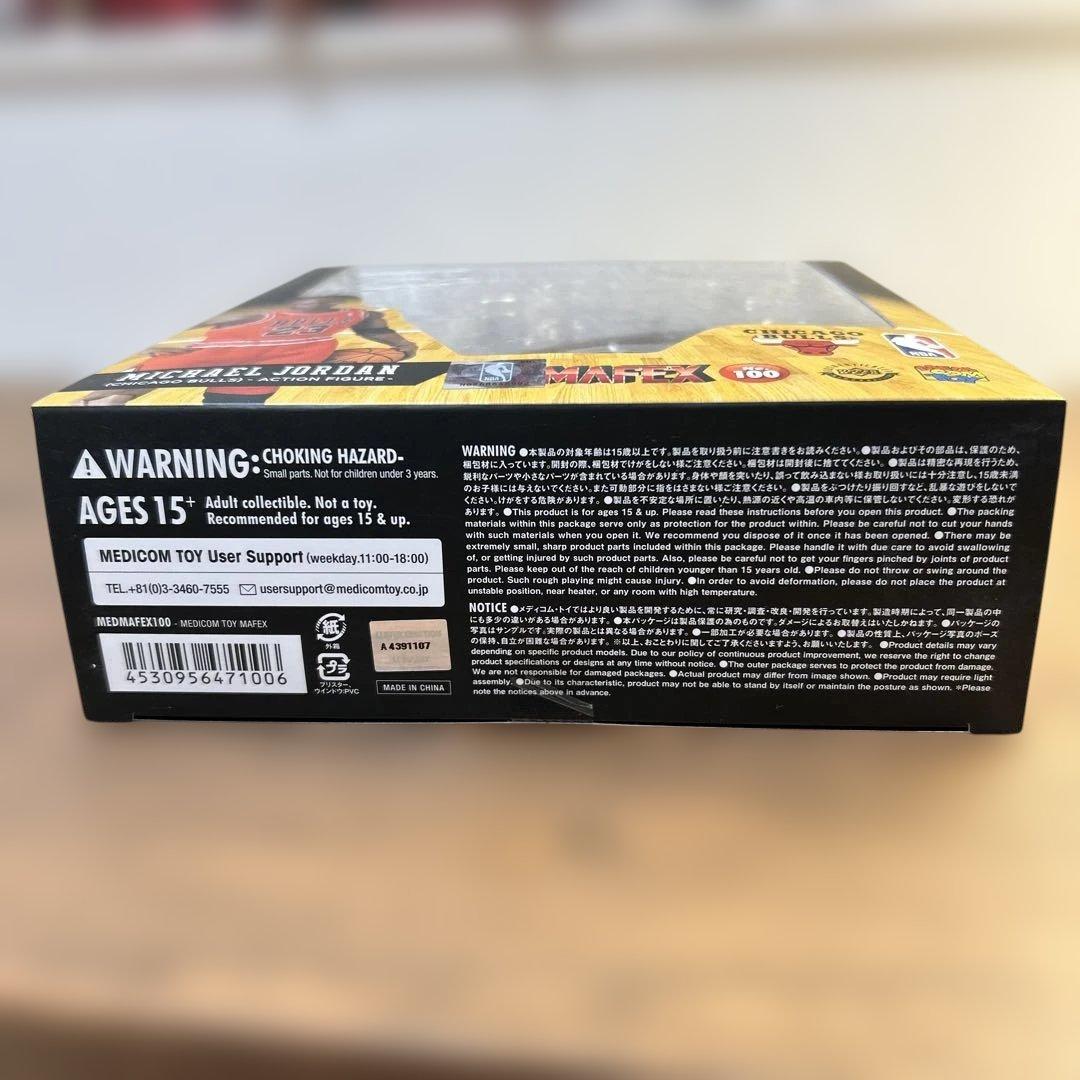 BULLS
23
MICHAEL JORDAN
(CHICAGO BULLS) - ACTION FIGURE -
NBA
MAFEX
No.100
CHICAGO
BULLS
NBA
MEDICOM
TOY
WARNING: CHOKING HAZARD-
Small parts. Not for children under 3 years.
AGES 15+ Adult collectible. Not a toy.
Recommended for ages 15 & up.
MEDICOM TOY User Support (weekday.11:00-18:00)
TEL.+81(0)3-3460-7555 usersupport@medicomtoy.co.jp
MEDMAFEX100 - MEDICOM TOY MAFEX
4530956471006
紙
外箱
プラ
ブリスター
ウインドウ:PVC
A 4391107
MADE IN CHINA
WARNING ●本製品の対象年齢は15歳以上です。製品を取り扱う前に注意書きをお読みください。●製品およびその部品は、保護のため、
梱包材に入っています。開封の際、梱包材でけがをしない様ご注意ください。梱包材は開封後に捨ててください。●製品は精密な再現を行うため、
鋭利なパーツや小さなパーツが含まれている場合があります。身体や顔を突いたり、誤って飲み込まない様お取り扱いには十分注意し、15歳未満
のお子様には与えないでください。また可動部分に指をはさまない様ご注意ください。●製品をぶつけたり振り回すなど、乱暴な遊びをしないで
ください。けがをする危険があります。●製品を不安定な場所に置いたり、熱源の近くや高温の車内等に保管しないでください。変形する恐れが
あります。●This product is for ages 15 & up. Please read these instructions before you open this product. ●The packing
materials within this package serve only as protection for the product within. Please be careful not to cut your hands
with such materials when you open it. We recommend you dispose of it once it has been opened. ●There may be
extremely small, sharp product parts included within this package. Please handle it with due care to avoid swallowing
of, or getting injured by such product parts. Also, please be careful not to get your fingers pinched by joints of product
parts. Please keep out of the reach of children younger than 15 years old. ●Please do not throw or swing around the
product. Such rough playing might cause injury. ●In order to avoid deformation, please do not place the product at
unstable position, near heater, or any room with high temperature.
NOTICE ●メディコム・トイではより良い製品を開発するために、常に研究・調査・改良・開発を行っています。製造時期によって、同一製品の中
にも多少の違いがある場合があります。●本パッケージは製品保護の為のものです。ダメージによるお取替えはいたしかねます。●パッケージの
写真はサンプルです。実際の製品とは異なる場合があります。●一部加工が必要な場合があります。●製品の性質上、パッケージ写真のポーズ
の保持、自立が困難な場合があります。※以上、おことわりに関してご了承くださいますよう、お願いいたします。●Product details may vary
depending on specific product models. Due to our policy of continuous product improvement, we reserve the right to change
product specifications or designs at any time without notice. ●The outer package serves to protect the product from damage.
We are not responsible for damaged packages. ●Actual product may differ from image shown. ●Product may require light
assembly. ●Due to its characteristic, product may not be able to stand by itself or maintain the posture as shown. *Please
note the notices above in advance.